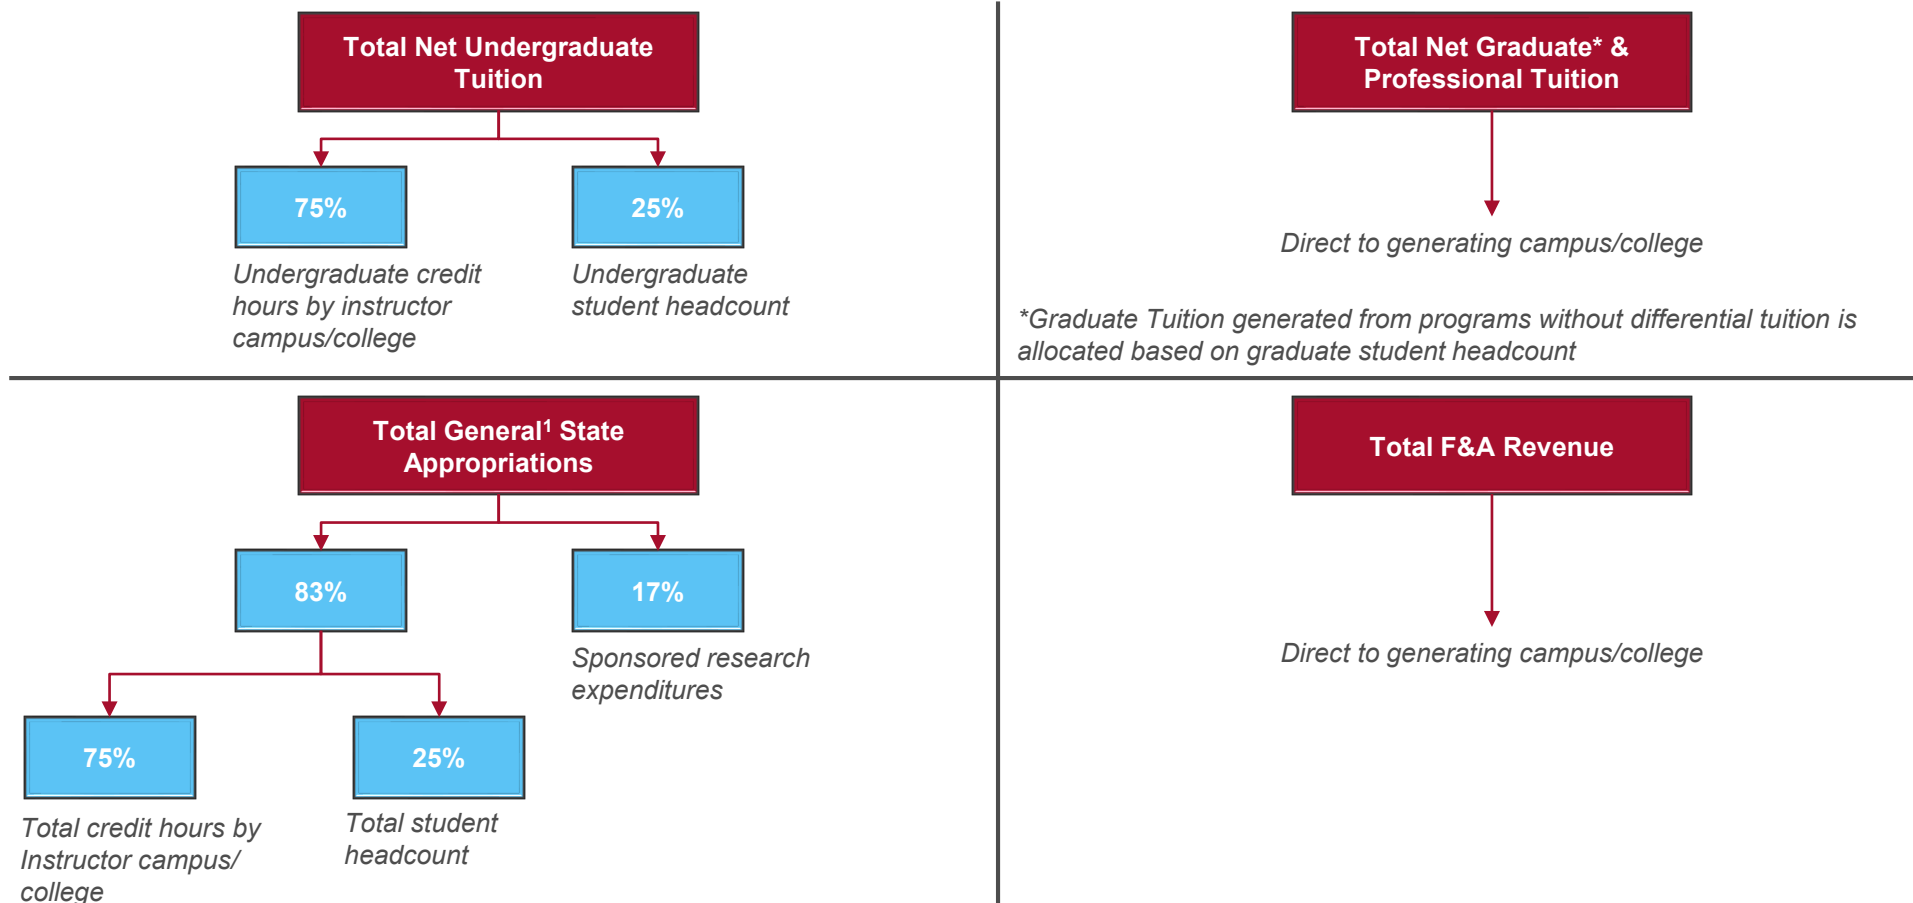 Total Net Undergraduate
Tuition
75%
25%
Undergraduate credit
hours by instructor
campus/college
Undergraduate
student headcount
Total Net Graduate* &
Professional Tuition
Direct to generating campus/college
*Graduate Tuition generated from programs without differential tuition is
allocated based on graduate student headcount
Total General¹ State
Appropriations
83%
17%
Sponsored research
expenditures
75%
25%
Total credit hours by
Instructor campus/
college
Total student
headcount
Total F&A Revenue
Direct to generating campus/college